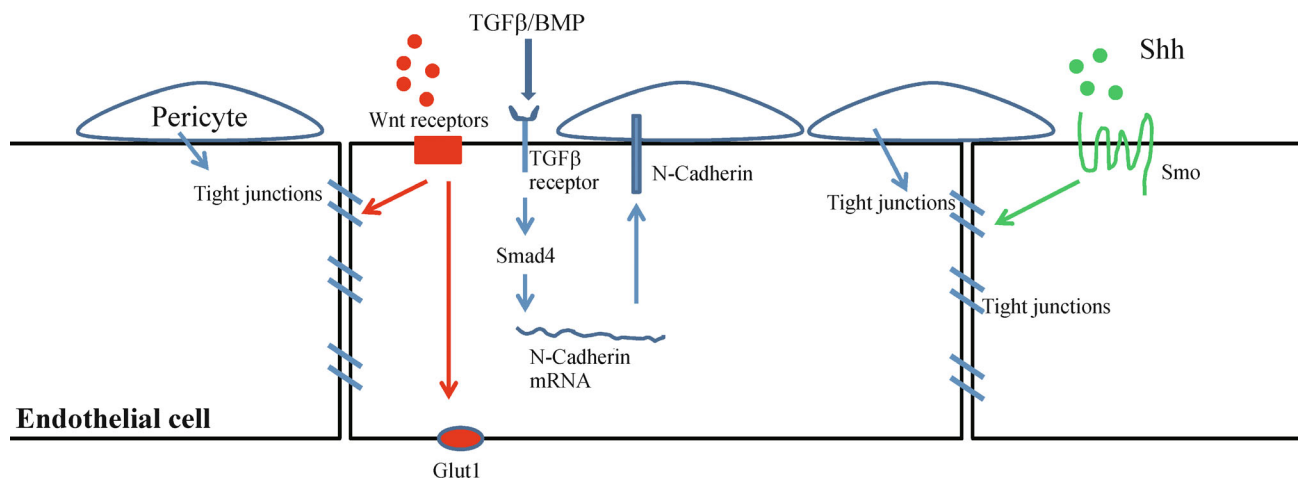 TGFβ/BMP
Shh
Pericyte
Wnt receptors
TGFβ
receptor
N-Cadherin
Smo
Tight junctions
Tight junctions
Smad4
Tight junctions
N-Cadherin
mRNA
Endothelial cell
Glut1